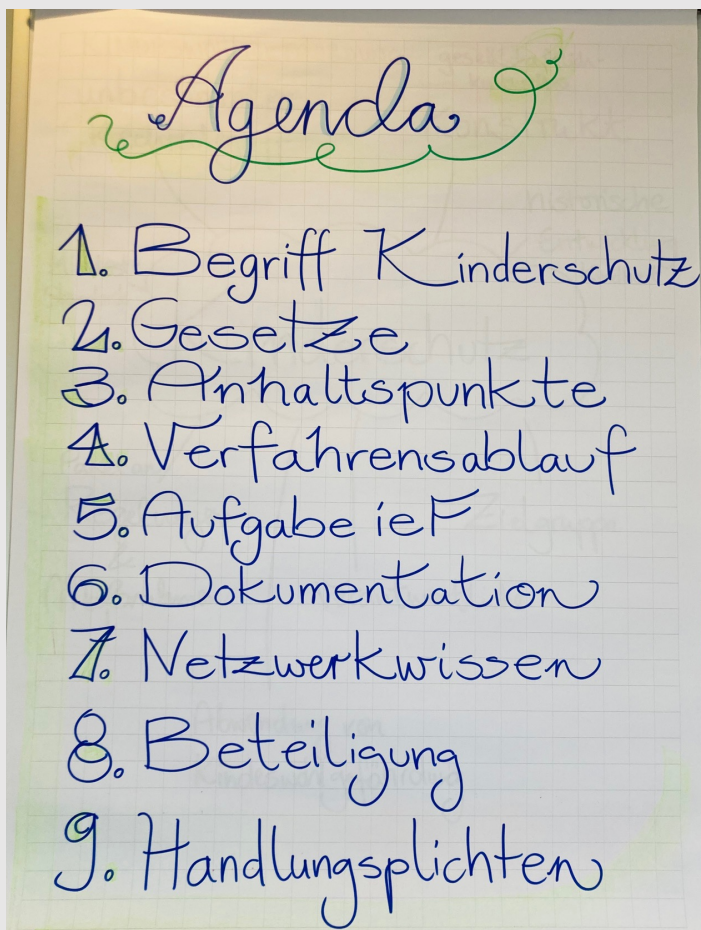 Agenda
1. Begriff Kinderschutz
2. Gesetze
3. Anhaltspunkte
4. Verfahrensablauf
5. Aufgabe ieF
6. Dokumentation
7. Netzwerkwissen
8. Beteiligung
9. Handlungsplichten